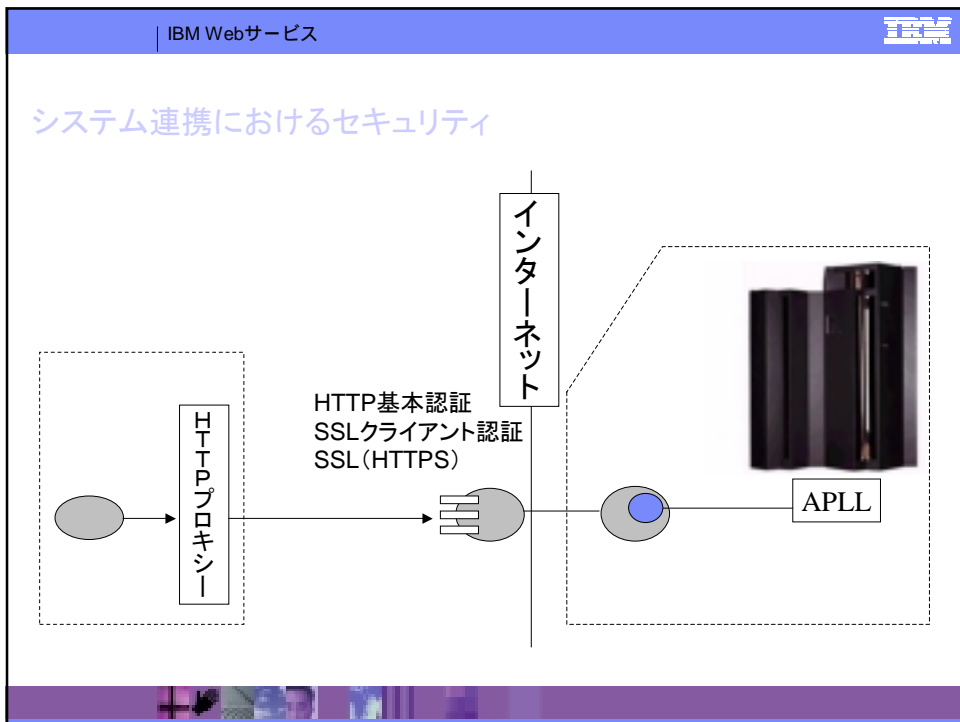 IBM Webサービス
IBM
システム連携におけるセキュリティ
インターネット
HTTPプロキシー
HTTP基本認証
SSLクライアント認証
SSL（HTTPS）
APLL